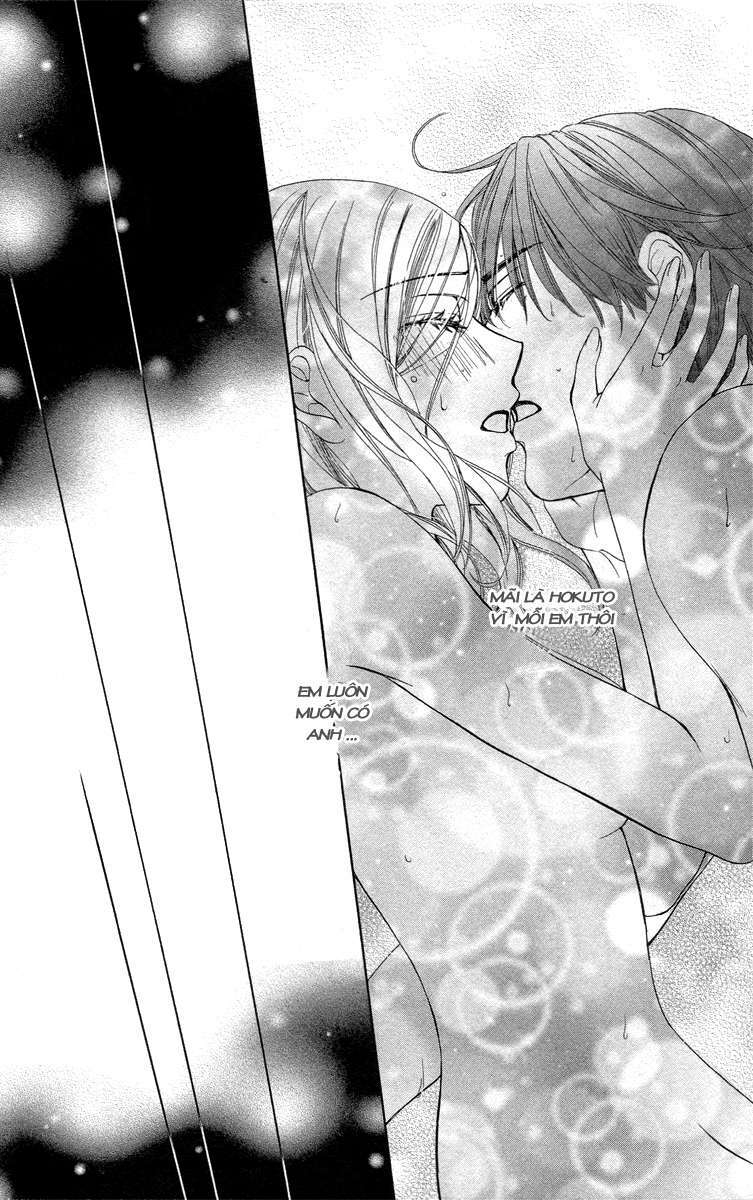 MÃI LÀ HOKUTO
VÌ MỖI EM THÔI
EM LUÔN
MUỐN CÓ
ANH ...